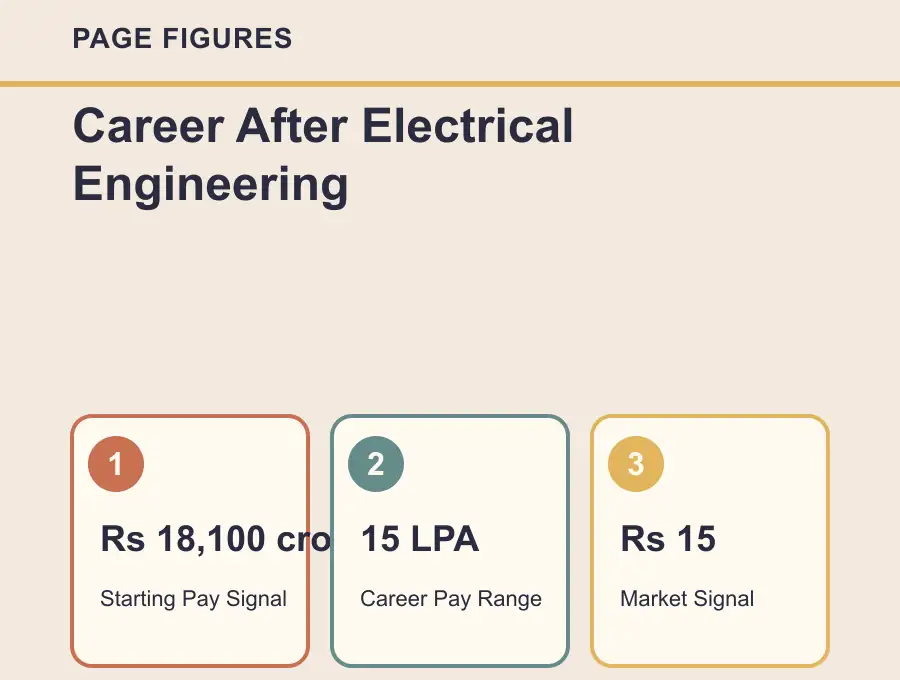 PAGE FIGURES
Career After Electrical
Engineering
1
2
3
Rs 18,100 cro
15 LPA
Rs 15
Starting Pay Signal
Career Pay Range
Market Signal